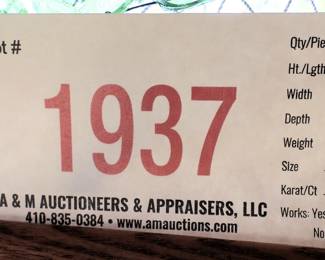 ot #
1937
A & M AUCTIONEERS & APPRAISERS, LLC
410-835-0384 • www.amauctions.com
Qty/Pie
Ht./Lgth
Width
Depth
Weight
Size
Karat/Ct
Works: Yes
No